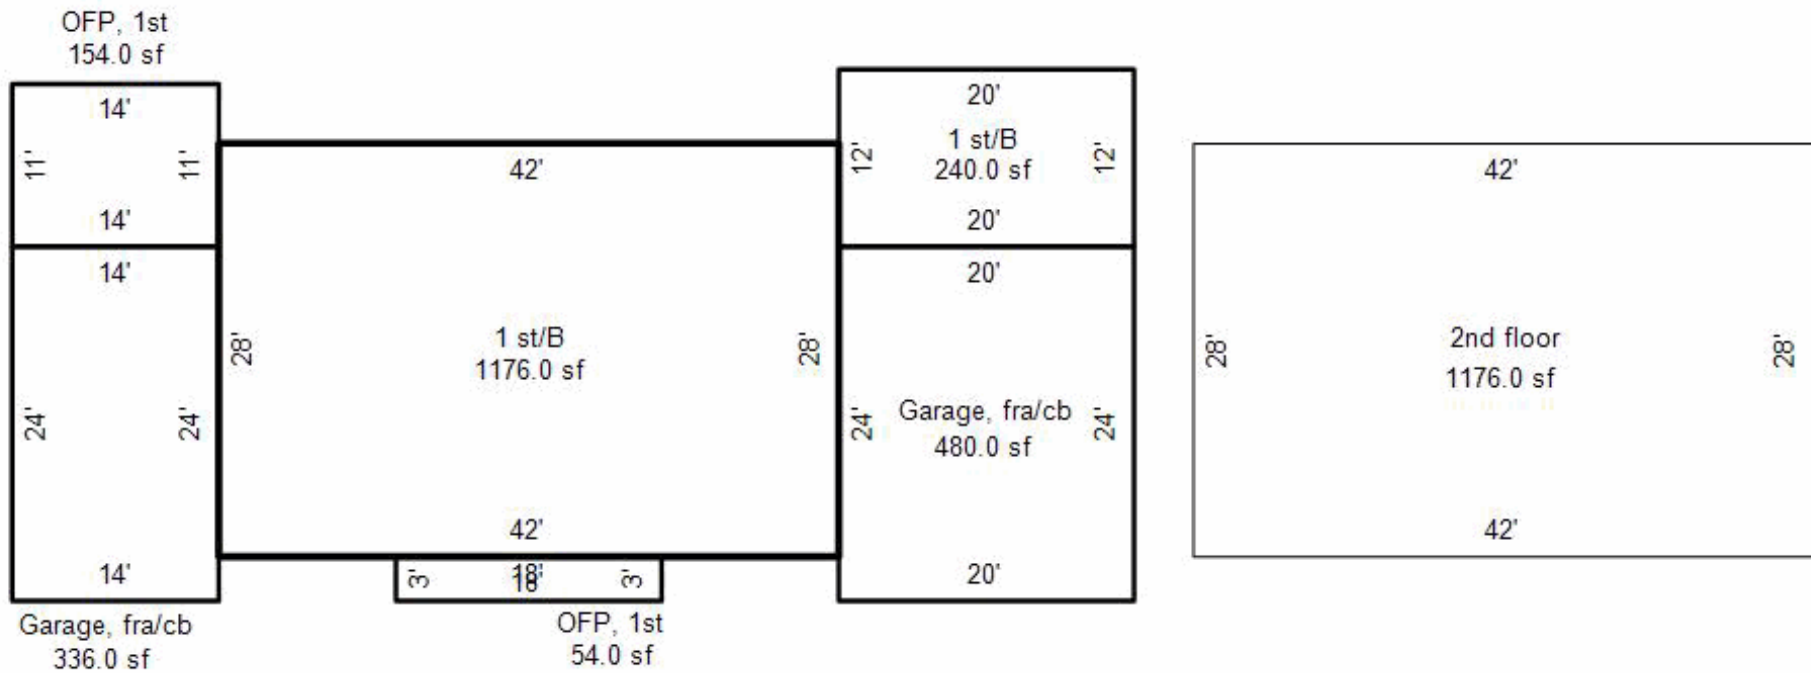 OFP, 1st
154.0 sf
14'
11'
11'
14'
14'
24'
24'
14'
Garage, fra/cb
336.0 sf
42'
28'
1 st/B
1176.0 sf
28'
42'
3'
18'
18'
3'
OFP, 1st
54.0 sf
20'
12'
1 st/B
240.0 sf
12'
20'
20'
24'
Garage, fra/cb
480.0 sf
24'
20'
42'
28'
2nd floor
1176.0 sf
28'
42'